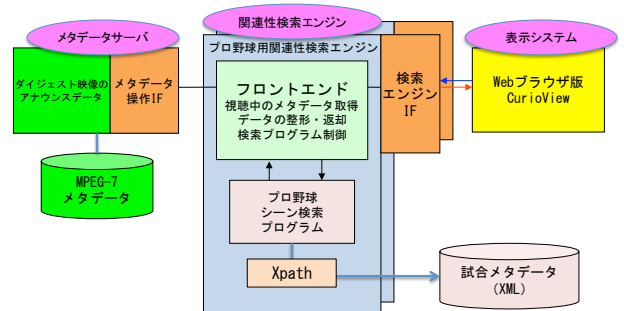 メタデータサーバ
ダイジェスト映像の
アナウンスデータ
メタデータ
操作IF
MPEG-7
メタデータ
関連性検索エンジン
プロ野球用関連性検索エンジン
フロントエンド
視聴中のメタデータ取得
データの整形・返却
検索プログラム制御
プロ野球
シーン検索
プログラム
Xpath
検索
エンジン
IF
表示システム
Webブラウザ版
CurioView
試合メタデータ
(XML)